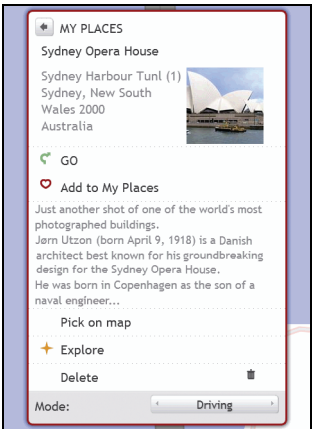 MY PLACES
Sydney Opera House
Sydney Harbour Tunl (1)
Sydney, New South
Wales 2000
Australia
GO
Add to My Places
Just another shot of one of the world's most
photographed buildings.
Jørn Utzon (born April 9, 1918) is a Danish
architect best known for his groundbreaking
design for the Sydney Opera House.
He was born in Copenhagen as the son of a
naval engineer...
Pick on map
Explore
Delete
Mode:
Driving